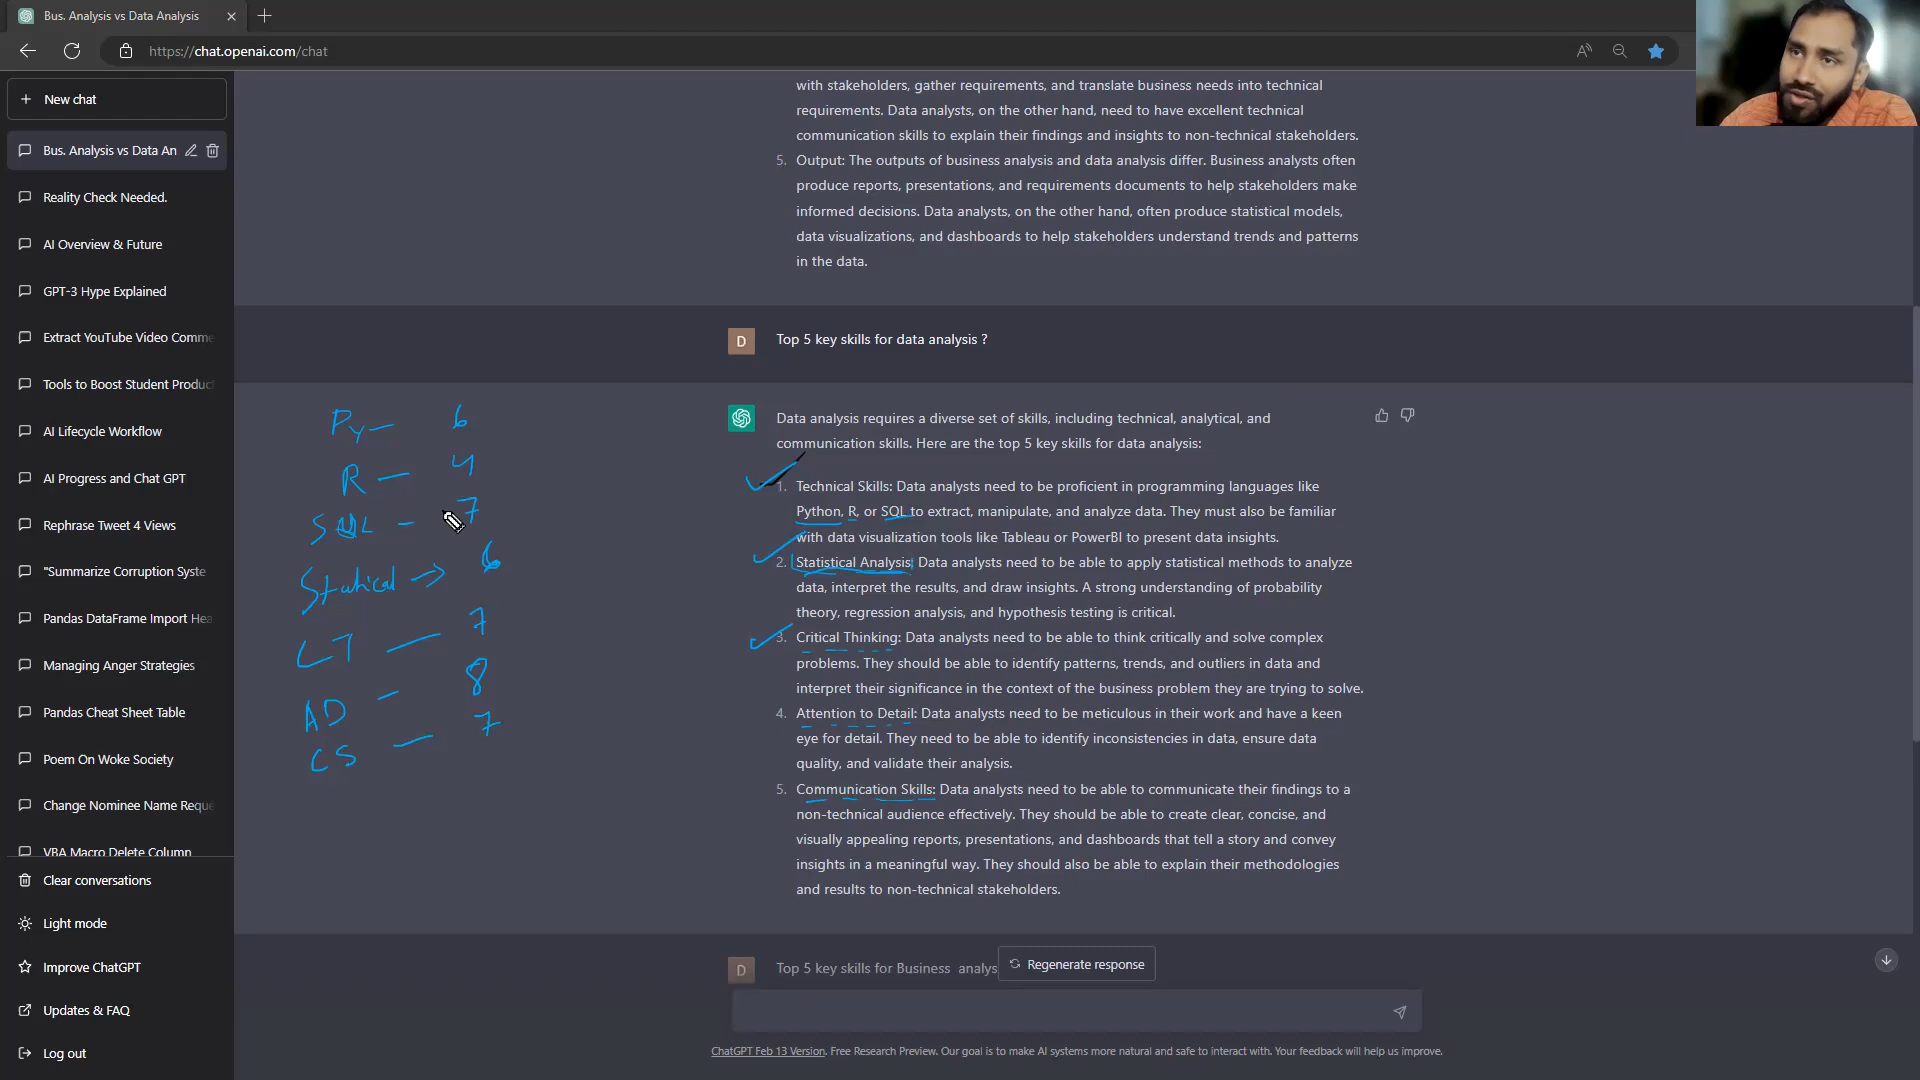 Bus. Analysis vs Data Analysis
https://chat.openai.com/chat
New chat
Bus. Analysis vs Data An
Reality Check Needed.
AI Overview & Future
GPT-3 Hype Explained
Extract YouTube Video Comme
Tools to Boost Student Produc
AI Lifecycle Workflow
AI Progress and Chat GPT
Rephrase Tweet 4 Views
"Summarize Corruption Syste
Pandas DataFrame Import Hea
Managing Anger Strategies
Pandas Cheat Sheet Table
Poem On Woke Society
Change Nominee Name Reque
VBA Macro Delete Column
Clear conversations
Light mode
Improve ChatGPT
Updates & FAQ
Log out
with stakeholders, gather requirements, and translate business needs into technical
requirements. Data analysts, on the other hand, need to have excellent technical
communication skills to explain their findings and insights to non-technical stakeholders.
5. Output: The outputs of business analysis and data analysis differ. Business analysts often
produce reports, presentations, and requirements documents to help stakeholders make
informed decisions. Data analysts, on the other hand, often produce statistical models,
data visualizations, and dashboards to help stakeholders understand trends and patterns
in the data.
D Top 5 key skills for data analysis ?
Py — 6
R — 4
SQL — 7
Statical → 6
CT — 7
AD — 8
CS — 7
Data analysis requires a diverse set of skills, including technical, analytical, and
communication skills. Here are the top 5 key skills for data analysis:
1. Technical Skills: Data analysts need to be proficient in programming languages like
Python, R, or SQL to extract, manipulate, and analyze data. They must also be familiar
with data visualization tools like Tableau or PowerBI to present data insights.
2. Statistical Analysis: Data analysts need to be able to apply statistical methods to analyze
data, interpret the results, and draw insights. A strong understanding of probability
theory, regression analysis, and hypothesis testing is critical.
3. Critical Thinking: Data analysts need to be able to think critically and solve complex
problems. They should be able to identify patterns, trends, and outliers in data and
interpret their significance in the context of the business problem they are trying to solve.
4. Attention to Detail: Data analysts need to be meticulous in their work and have a keen
eye for detail. They need to be able to identify inconsistencies in data, ensure data
quality, and validate their analysis.
5. Communication Skills: Data analysts need to be able to communicate their findings to a
non-technical audience effectively. They should be able to create clear, concise, and
visually appealing reports, presentations, and dashboards that tell a story and convey
insights in a meaningful way. They should also be able to explain their methodologies
and results to non-technical stakeholders.
D Top 5 key skills for Business analys
Regenerate response
ChatGPT Feb 13 Version. Free Research Preview. Our goal is to make AI systems more natural and safe to interact with. Your feedback will help us improve.